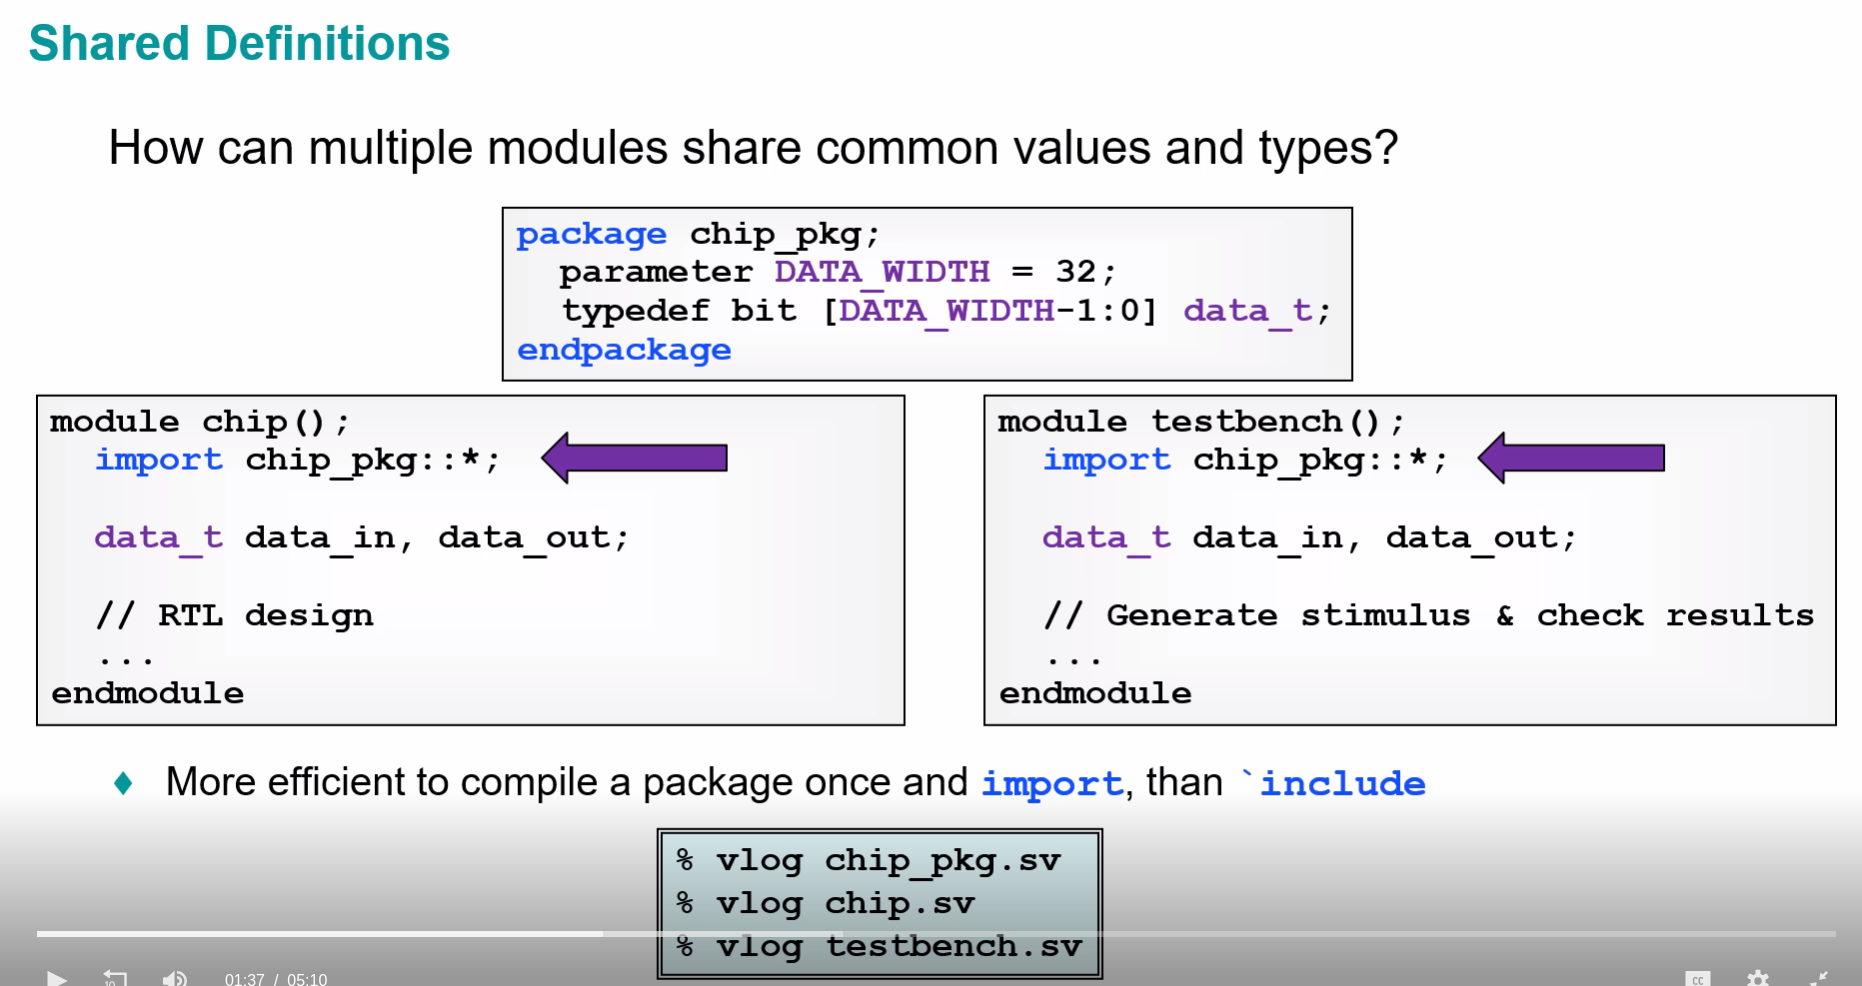 Shared Definitions
How can multiple modules share common values and types?
package chip_pkg;
parameter DATA_WIDTH = 32;
typedef bit [DATA_WIDTH-1:0] data_t;
endpackage
module chip();
import chip_pkg::*;
data_t data_in, data_out;
// RTL design
...
endmodule
module testbench();
import chip_pkg::*;
data_t data_in, data_out;
// Generate stimulus & check results
...
endmodule
♦ More efficient to compile a package once and import, than `include
% vlog chip_pkg.sv
% vlog chip.sv
% vlog testbench.sv
10 01:37 / 05:10 CC